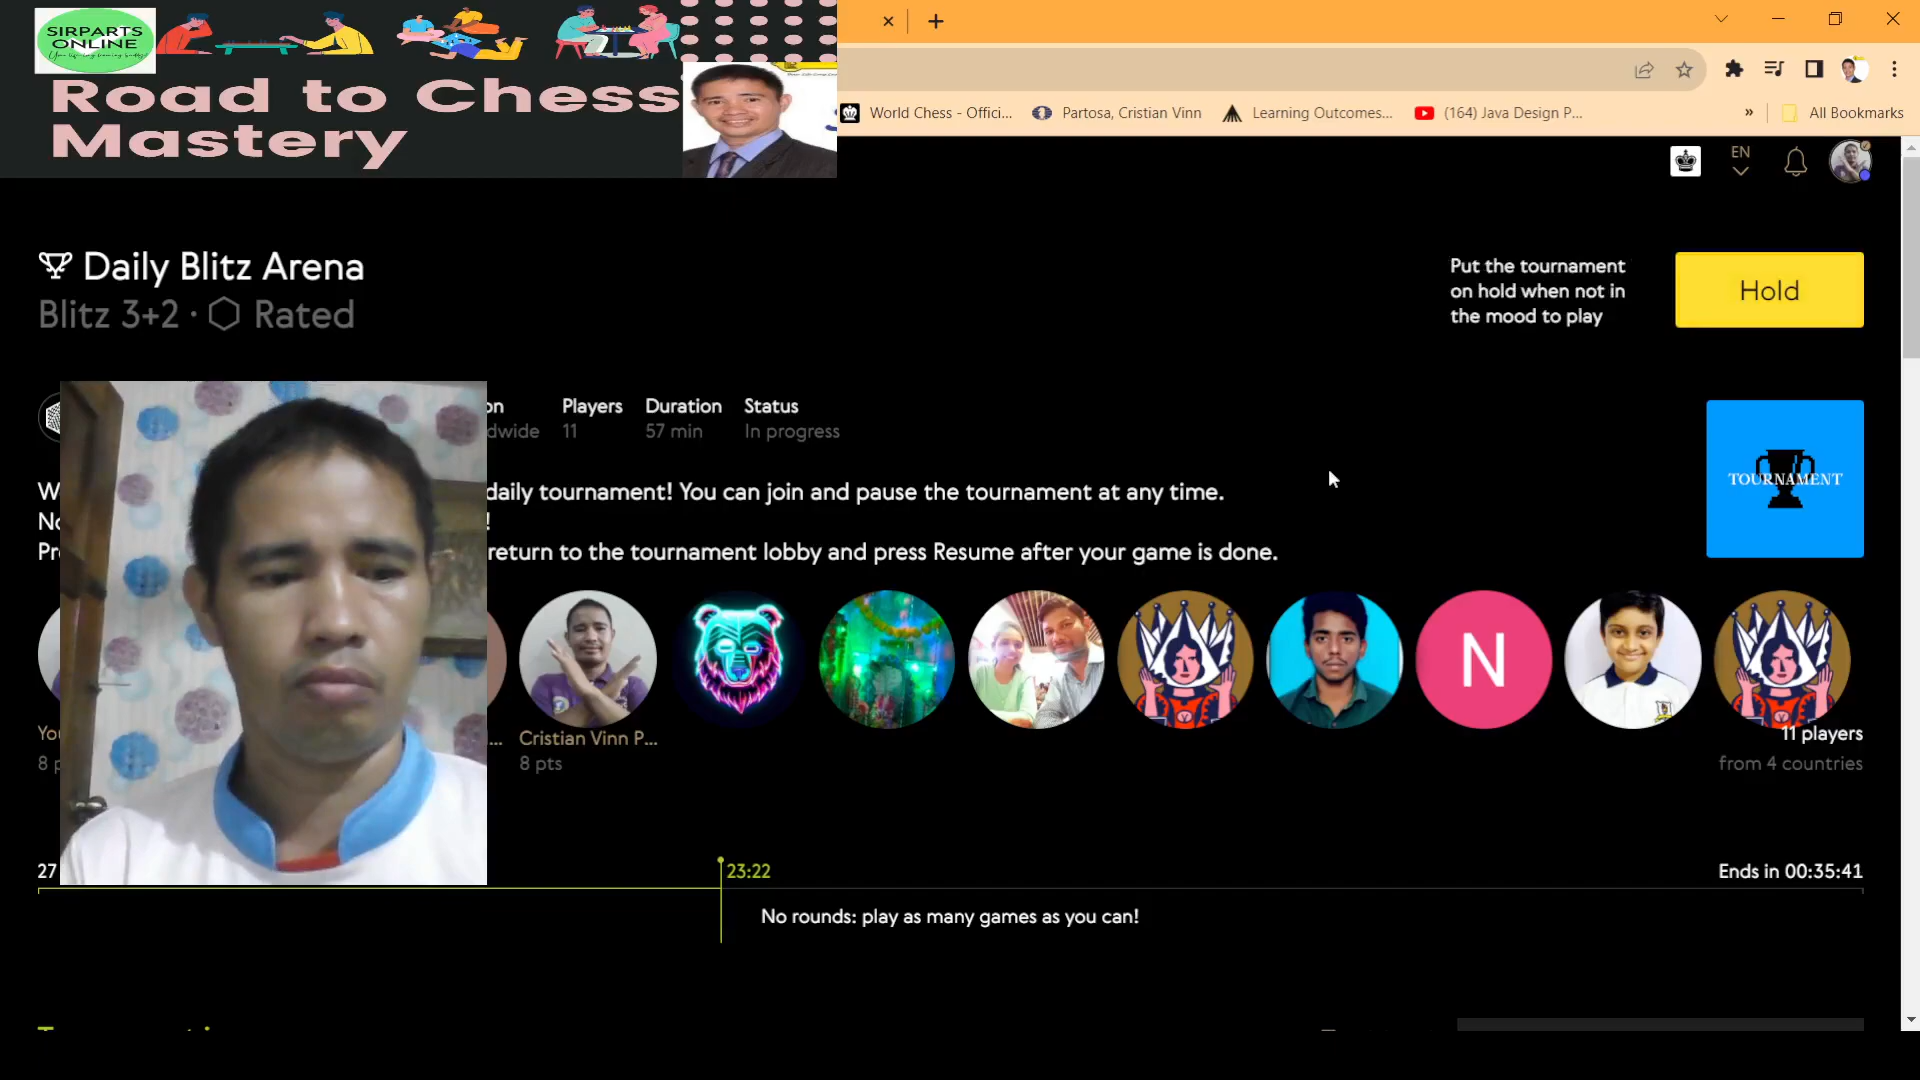 SIRPARTS
ONLINE
Road to Chess
Mastery
World Chess - Offici...
Partosa, Cristian Vinn
Learning Outcomes...
(164) Java Design P...
»
All Bookmarks
EN
Daily Blitz Arena
Blitz 3+2 · Rated
Put the tournament
on hold when not in
the mood to play
Hold
on
dwide
Players
11
Duration
57 min
Status
In progress
TOURNAMENT
W daily tournament! You can join and pause the tournament at any time.
No !
Pr return to the tournament lobby and press Resume after your game is done.
N
You
8 p
...
Cristian Vinn P...
8 pts
11 players
from 4 countries
27
23:22
Ends in 00:35:41
No rounds: play as many games as you can!